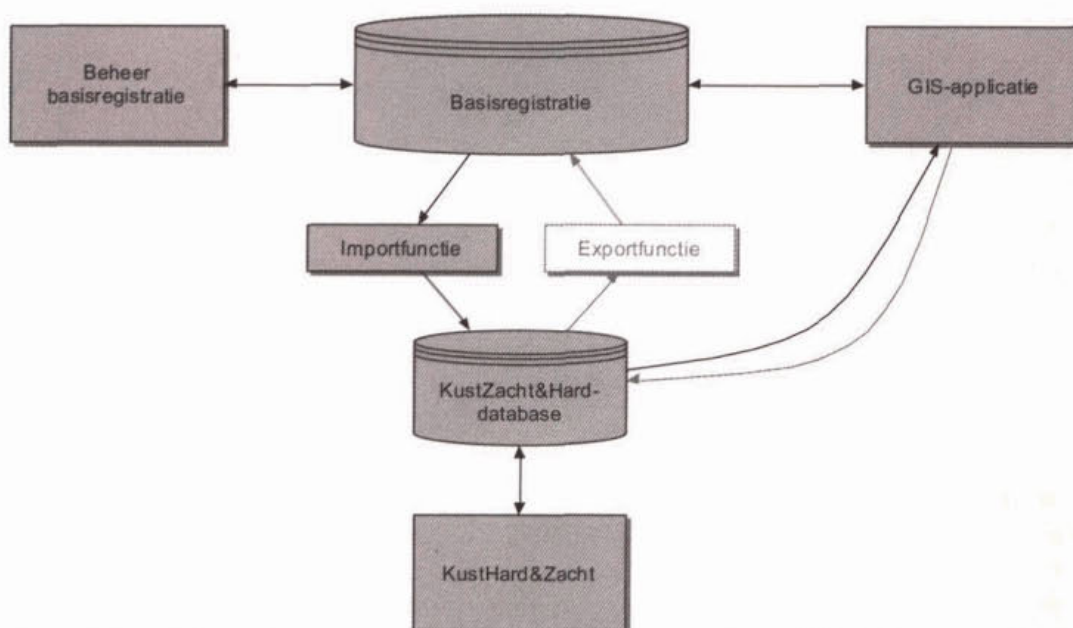 Beheer
basisregistratie
Basisregistratie
GIS-applicatie
Importfunctie
Exportfunctie
KustZacht&Hard-
database
KustHard&Zacht